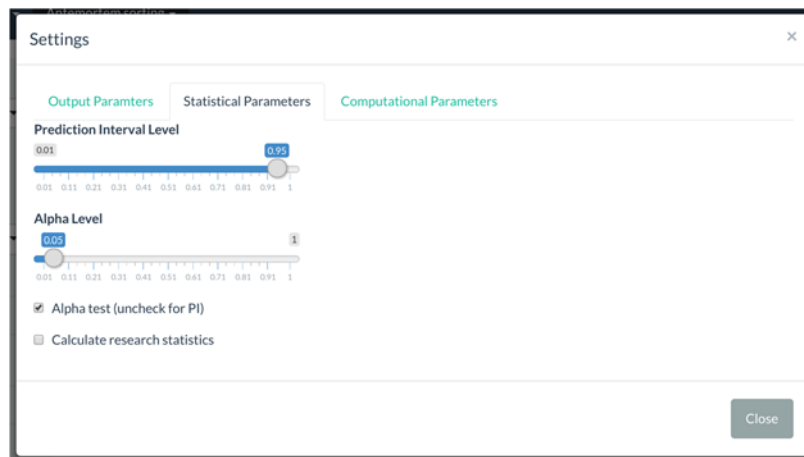 Antemortem sorting
Settings
×
Output Paramters Statistical Parameters Computational Parameters
Prediction Interval Level
0.01 0.95
0.01 0.11 0.21 0.31 0.41 0.51 0.61 0.71 0.81 0.91 1
Alpha Level
0.05 1
0.01 0.11 0.21 0.31 0.41 0.51 0.61 0.71 0.81 0.91 1
Alpha test (uncheck for PI)
Calculate research statistics
Close